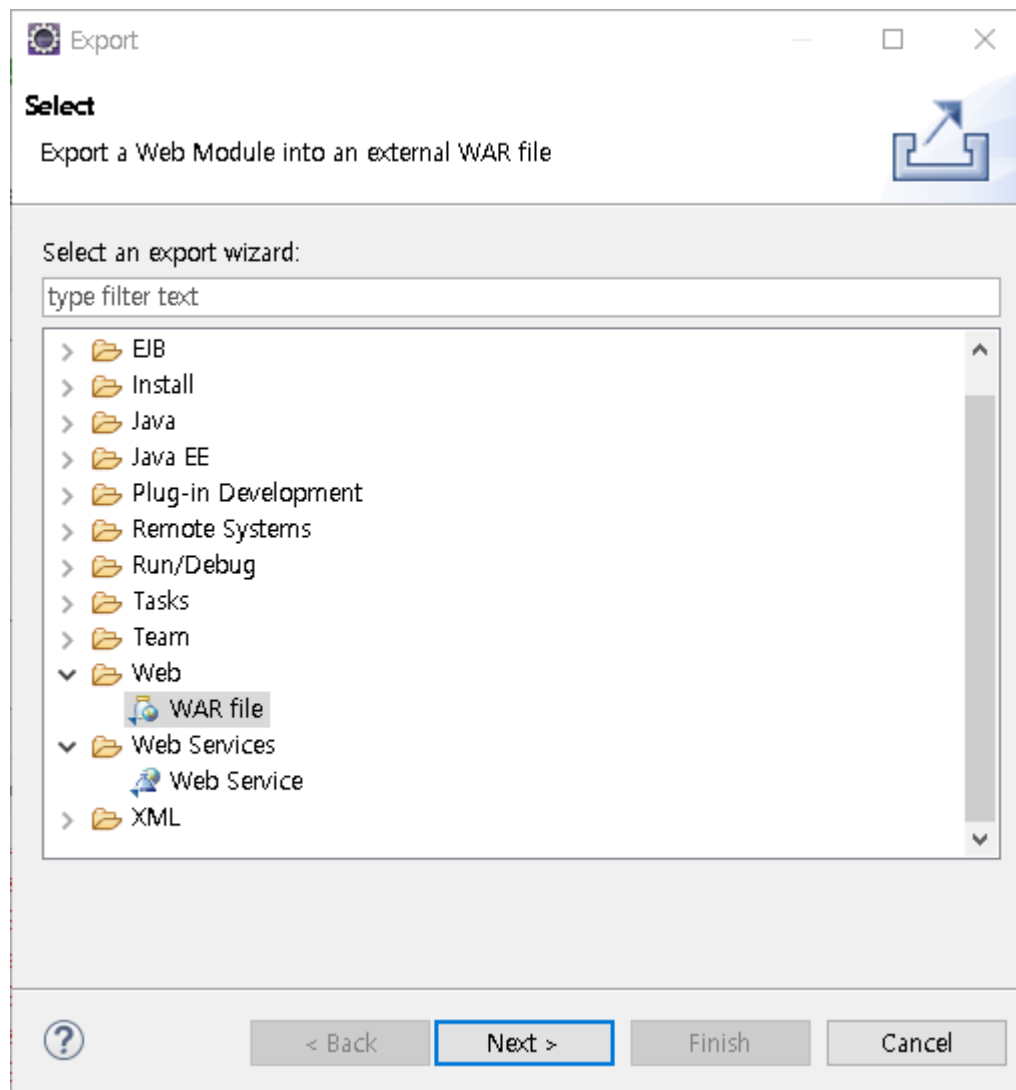 Export
Select
Export a Web Module into an external WAR file
Select an export wizard:
type filter text
EJB
Install
Java
Java EE
Plug-in Development
Remote Systems
Run/Debug
Tasks
Team
Web
WAR file
Web Services
Web Service
XML
?
< Back Next > Finish Cancel